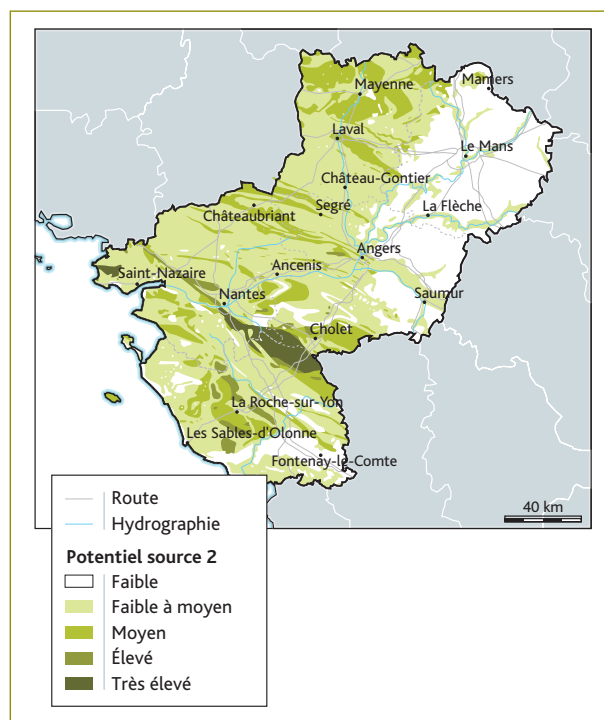 Mayenne
Mamers
Laval
Le Mans
Château-Gontier
Segré
La Flèche
Châteaubriant
Angers
Saint-Nazaire
Ancenis
Nantes
Saumur
Cholet
La Roche-sur-Yon
Les Sables-d'Olonne
Fontenay-le-Comte
40 km
Route
Hydrographie
Potentiel source 2
Faible
Faible à moyen
Moyen
Élevé
Très élevé